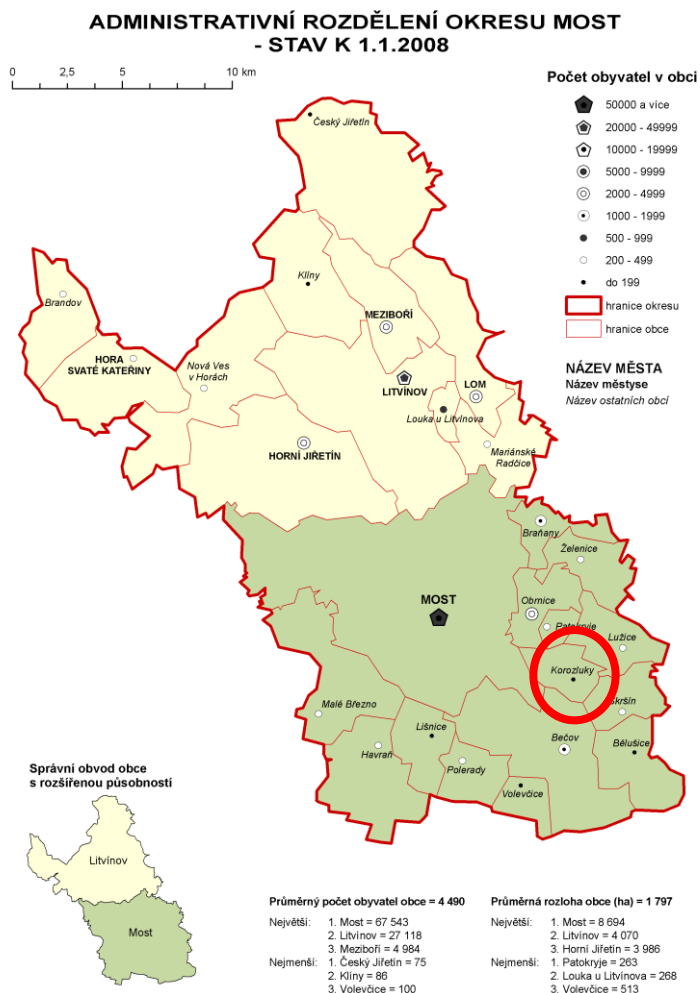 ADMINISTRATIVNÍ ROZDĚLENÍ OKRESU MOST
- STAV K 1.1.2008
0 2,5 5 10 km
Počet obyvatel v obci
50000 a více
20000 - 49999
10000 - 19999
5000 - 9999
2000 - 4999
1000 - 1999
500 - 999
200 - 499
do 199
hranice okresu
hranice obce
NÁZEV MĚSTA
Název městyse
Název ostatních obcí
Český Jiřetín
Klíny
Brandov
MEZIBOŘÍ
HORA
SVATÉ KATEŘINY
Nová Ves
v Horách
LITVÍNOV
LOM
Louka u Litvínova
HORNÍ JIŘETÍN
Mariánské
Radčice
Braňany
Želenice
MOST
Obrnice
Patokryje
Lužice
Korozluky
Skršín
Malé Březno
Lišnice
Bečov
Bělušice
Havraň
Polerady
Volevčice
Správní obvod obce
s rozšířenou působností
Litvínov
Most
Průměrný počet obyvatel obce = 4 490
Největší: 1. Most = 67 543
2. Litvínov = 27 118
3. Meziboří = 4 984
Nejmenší: 1. Český Jiřetín = 75
2. Klíny = 86
3. Volevčice = 100
Průměrná rozloha obce (ha) = 1 797
Největší: 1. Most = 8 694
2. Litvínov = 4 070
3. Horní Jiřetín = 3 986
Nejmenší: 1. Patokryje = 263
2. Louka u Litvínova = 268
3. Volevčice = 513